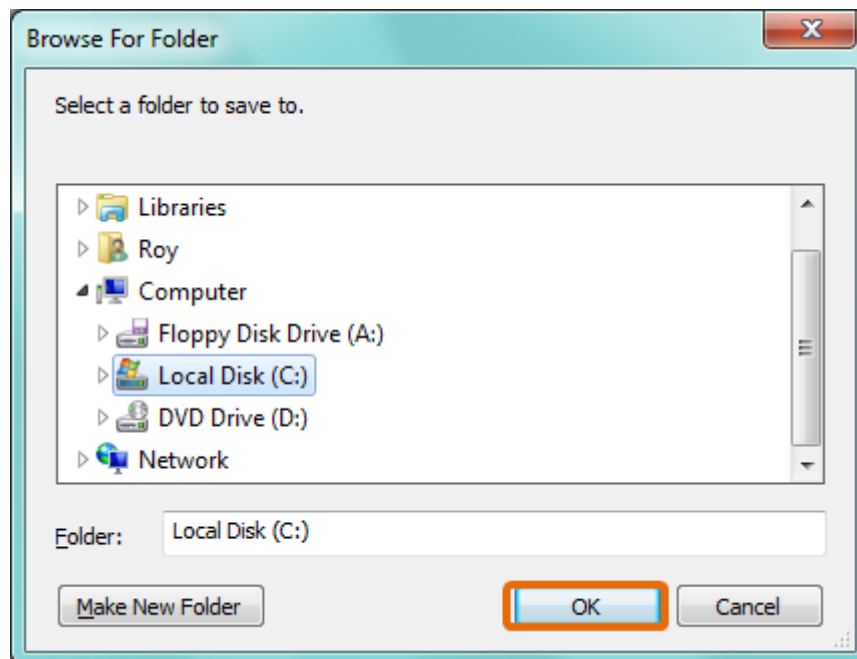 Browse For Folder
Select a folder to save to.
Libraries
Roy
Computer
Floppy Disk Drive (A:)
Local Disk (C:)
DVD Drive (D:)
Network
Folder: Local Disk (C:)
Make New Folder OK Cancel